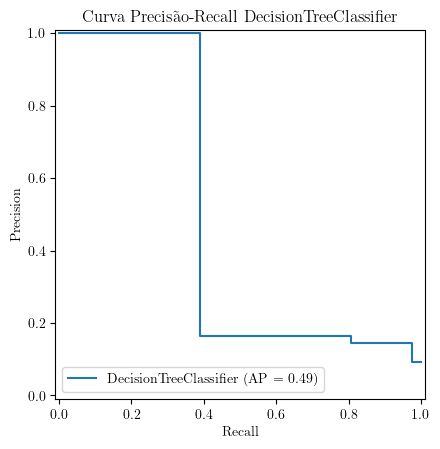 Curva Precisão-Recall DecisionTreeClassifier
1.0
0.8
0.6
0.4
0.2
0.0
Precision
DecisionTreeClassifier (AP = 0.49)
0.0 0.2 0.4 0.6 0.8 1.0
Recall